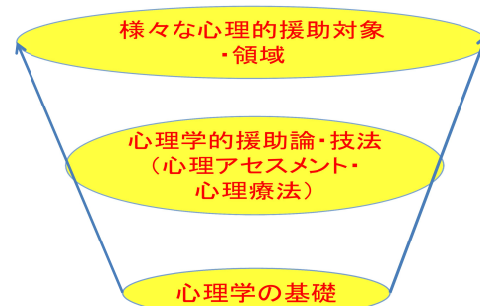 様々な心理的援助対象
・領域
心理学的援助論・技法
（心理アセスメント・
心理療法）
心理学の基礎